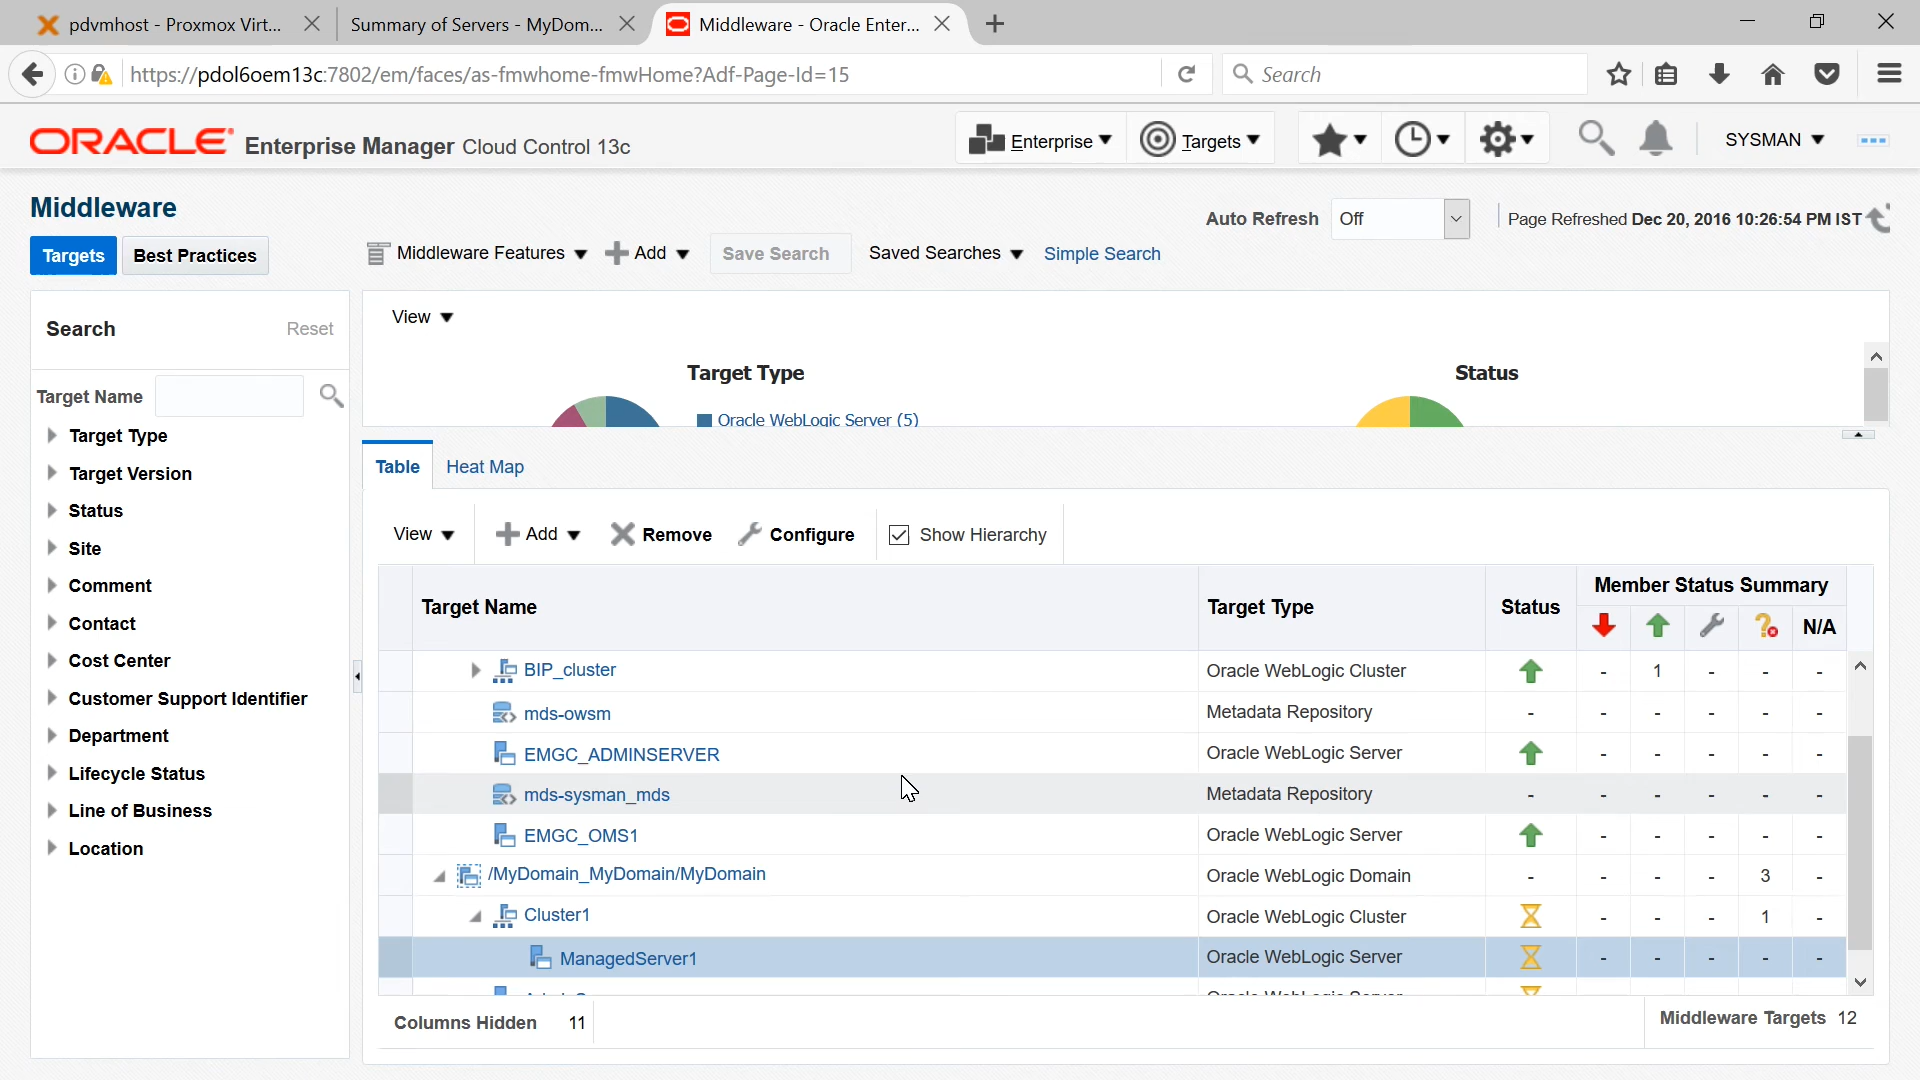 pdvmhost - Proxmox Virt...
Summary of Servers - MyDom...
Middleware - Oracle Enter...
https://pdol6oem13c:7802/em/faces/as-fmwhome-fmwHome?Adf-Page-Id=15
Search
ORACLE Enterprise Manager Cloud Control 13c
Enterprise
Targets
SYSMAN
Middleware
Auto Refresh
Off
Page Refreshed Dec 20, 2016 10:26:54 PM IST
Targets
Best Practices
Middleware Features
Add
Save Search
Saved Searches
Simple Search
Search
Reset
Target Name
Target Type
Target Version
Status
Site
Comment
Contact
Cost Center
Customer Support Identifier
Department
Lifecycle Status
Line of Business
Location
View
Target Type
Status
Oracle WebLogic Server (5)
Table
Heat Map
View
Add
Remove
Configure
Show Hierarchy
Target Name
Target Type
Status
Member Status Summary
N/A
BIP_cluster Oracle WebLogic Cluster - 1 - - -
mds-owsm Metadata Repository - - - - - -
EMGC_ADMINSERVER Oracle WebLogic Server - - - - -
mds-sysman_mds Metadata Repository - - - - - -
EMGC_OMS1 Oracle WebLogic Server - - - - -
/MyDomain_MyDomain/MyDomain Oracle WebLogic Domain - - - - 3 -
Cluster1 Oracle WebLogic Cluster - - - 1 -
ManagedServer1 Oracle WebLogic Server - - - - -
Columns Hidden 11
Middleware Targets 12